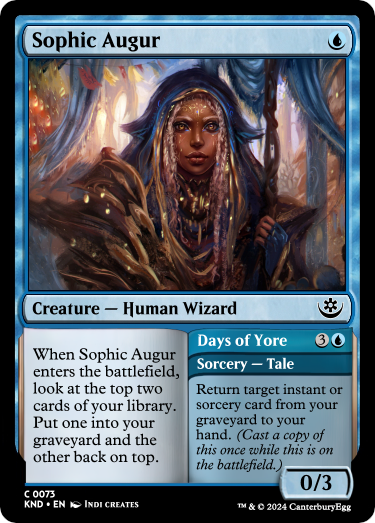 Sophic Augur
Creature — Human Wizard
When Sophic Augur
enters the battlefield,
look at the top two
cards of your library.
Put one into your
graveyard and the
other back on top.
Days of Yore 3
Sorcery — Tale
Return target instant or
sorcery card from your
graveyard to your
hand. (Cast a copy of
this once while this is
on the battlefield.)
0/3
C 0073
KND • EN Indi creates
™ & © 2024 CanterburyEgg